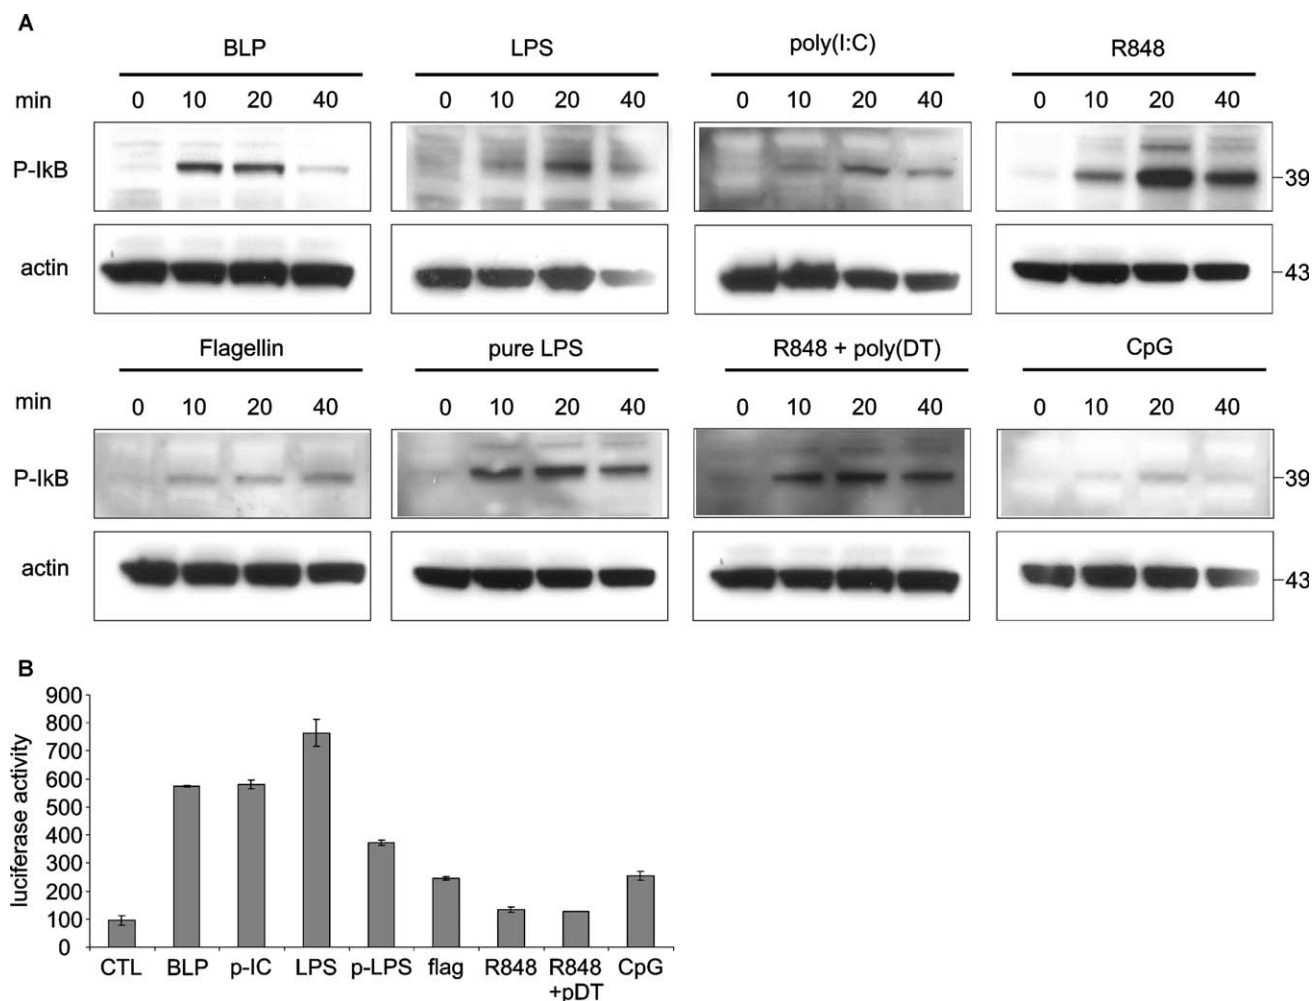 A
BLP LPS poly(I:C) R848
min 0 10 20 40 0 10 20 40 0 10 20 40 0 10 20 40
P-IkB 39
actin 43
Flagellin pure LPS R848 + poly(DT) CpG
min 0 10 20 40 0 10 20 40 0 10 20 40 0 10 20 40
P-IkB 39
actin 43
B
luciferase activity
900
800
700
600
500
400
300
200
100
0
CTL BLP p-IC LPS p-LPS flag R848 R848 CpG
+pDT